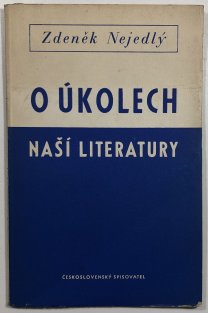 Zdeněk Nejedlý
O ÚKOLECH
NAŠÍ LITERATURY
ČESKOSLOVENSKÝ SPISOVATEL